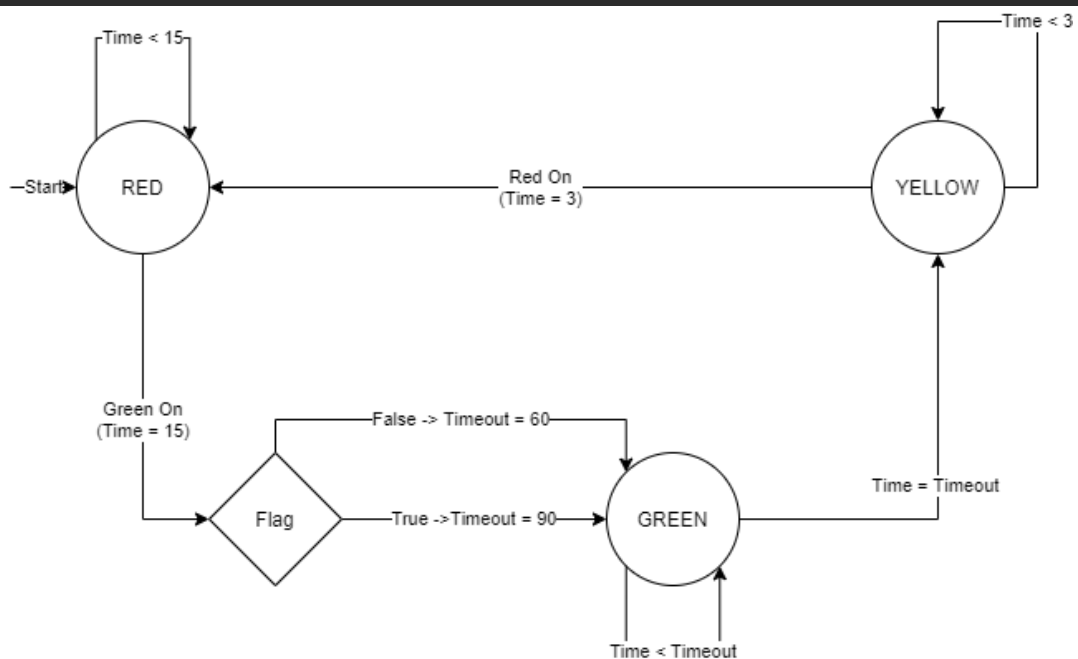 Time < 15
Time < 3
Start
RED
Red On
(Time = 3)
YELLOW
Green On
(Time = 15)
False -> Timeout = 60
Time = Timeout
Flag
True ->Timeout = 90
GREEN
Time < Timeout